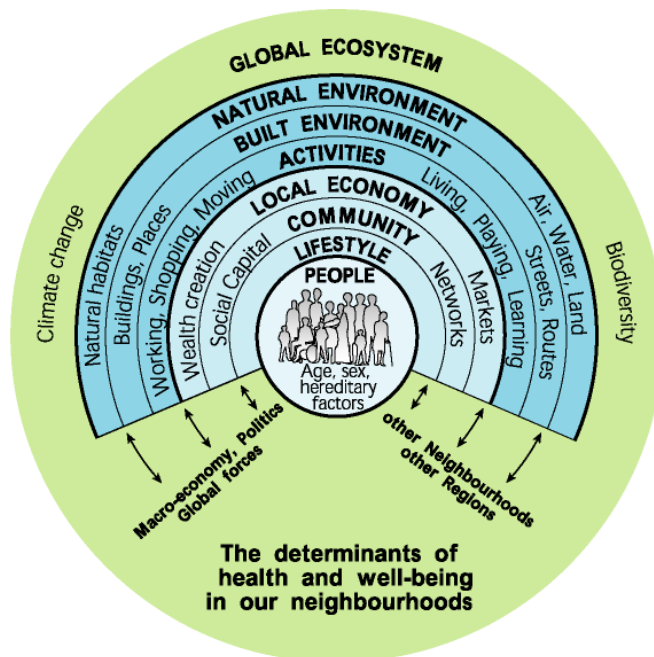 GLOBAL ECOSYSTEM
NATURAL ENVIRONMENT
BUILT ENVIRONMENT
ACTIVITIES
LOCAL ECONOMY
COMMUNITY
LIFESTYLE
PEOPLE
Age, sex,
hereditary
factors
Climate change
Natural habitats
Buildings, Places
Working, Shopping, Moving
Wealth creation
Social Capital
Networks
Markets
Living, Playing, Learning
Streets, Routes
Air, Water, Land
Biodiversity
Macro-economy, Politics
Global forces
other Neighbourhoods
other Regions
The determinants of
health and well-being
in our neighbourhoods